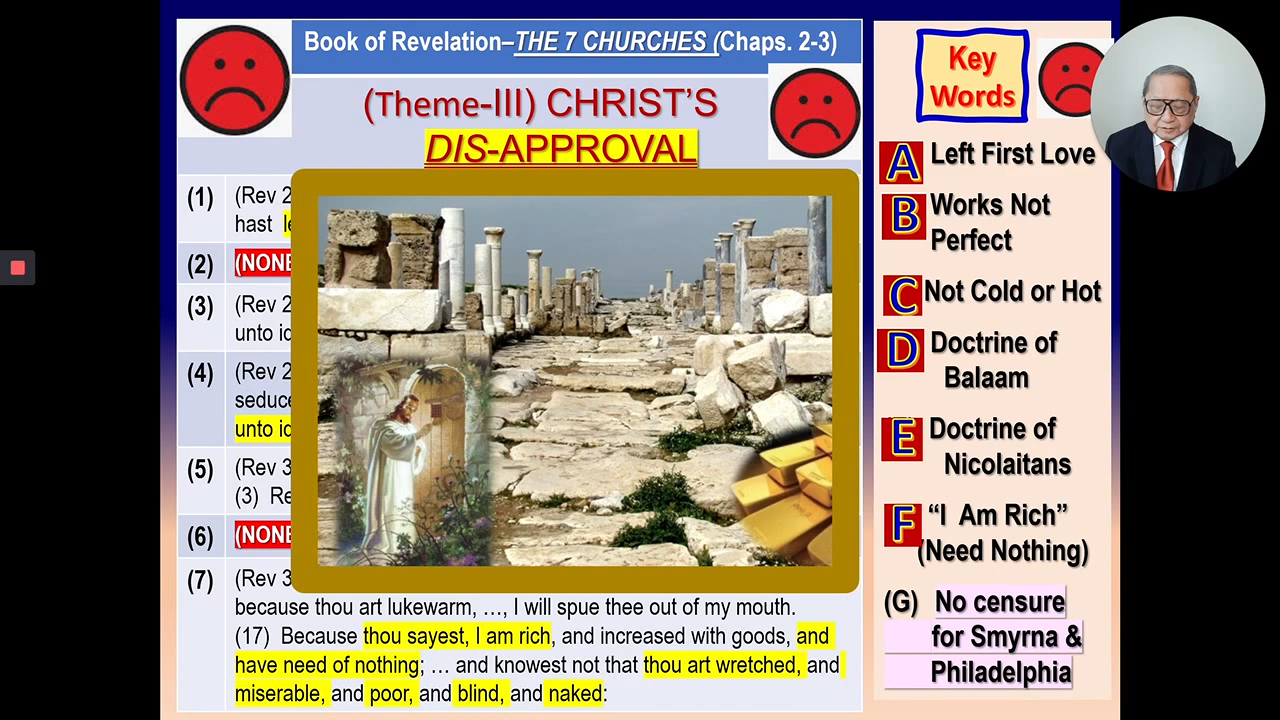 Book of Revelation–THE 7 CHURCHES (Chaps. 2-3)
(Theme-III) CHRIST'S
DIS-APPROVAL
(1) (Rev 2
hast
(2) (NONE
(3) (Rev 2
unto
(4) (Rev 2
seduce
unto
(5) (Rev 3
(3) Re
(6) (NONE
(7) (Rev 3
because thou art lukewarm, …, I will spue thee out of my mouth.
(17) Because thou sayest, I am rich, and increased with goods, and
have need of nothing; … and knowest not that thou art wretched, and
miserable, and poor, and blind, and naked:
Key
Words
A Left First Love
B Works Not
Perfect
C Not Cold or Hot
D Doctrine of
Balaam
E Doctrine of
Nicolaitans
F “I Am Rich”
(Need Nothing)
(G) No censure
for Smyrna &
Philadelphia